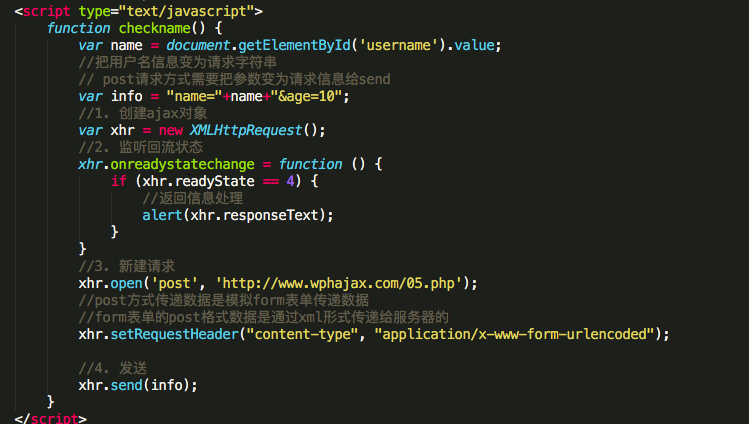 <script type="text/javascript">
function checkname() {
var name = document.getElementById('username').value;
//把用户名信息变为请求字符串
// post请求方式需要把参数变为请求信息给send
var info = "name="+name+"&age=10";
//1. 创建ajax对象
var xhr = new XMLHttpRequest();
//2. 监听回流状态
xhr.onreadystatechange = function () {
if (xhr.readyState == 4) {
//返回信息处理
alert(xhr.responseText);
}
}
//3. 新建请求
xhr.open('post', 'http://www.wphajax.com/05.php');
//post方式传递数据是模拟form表单传递数据
//form表单的post格式数据是通过xml形式传递给服务器的
xhr.setRequestHeader("content-type", "application/x-www-form-urlencoded");
//4. 发送
xhr.send(info);
}
</script>